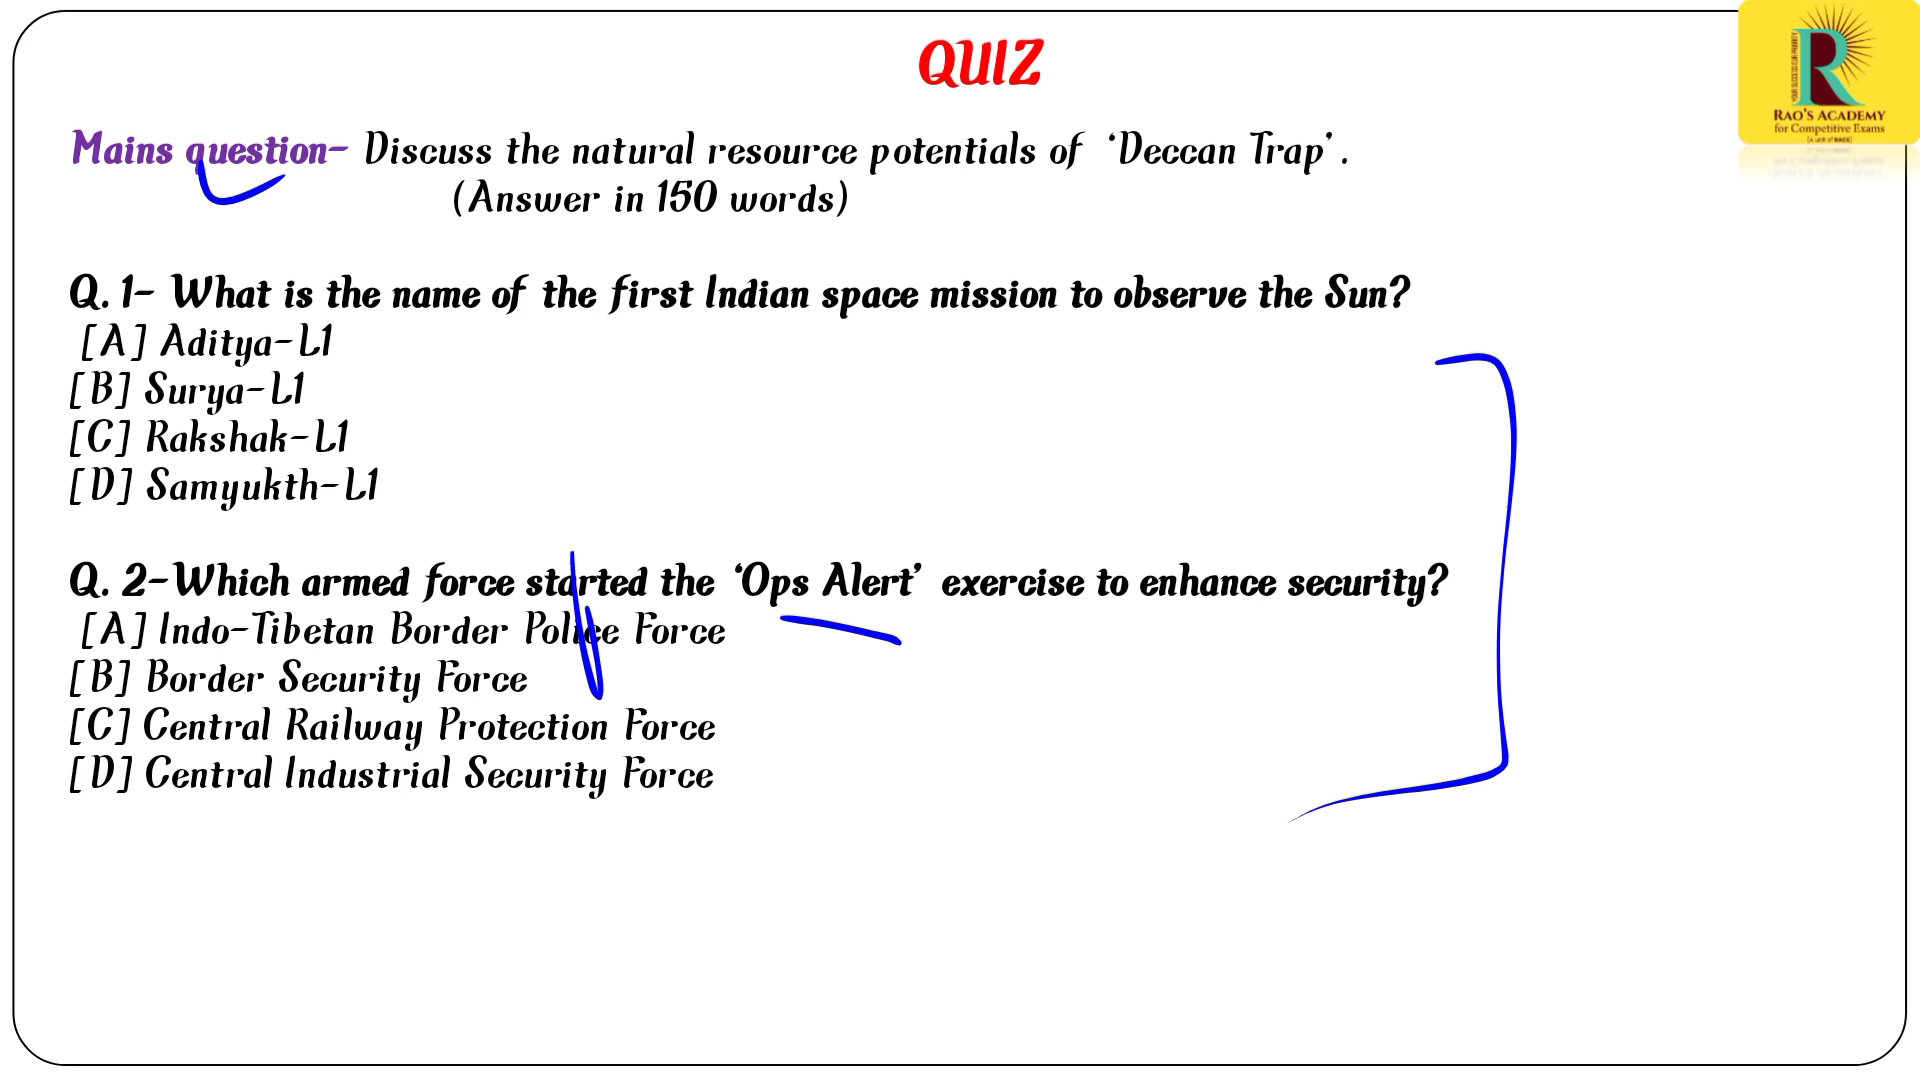 QUIZ
RAO'S ACADEMY
for Competitive Exams
Mains question- Discuss the natural resource potentials of 'Deccan Trap'.
(Answer in 150 words)
Q. 1- What is the name of the first Indian space mission to observe the Sun?
[A] Aditya-L1
[B] Surya-L1
[C] Rakshak-L1
[D] Samyukth-L1
Q. 2-Which armed force started the 'Ops Alert' exercise to enhance security?
[A] Indo-Tibetan Border Police Force
[B] Border Security Force
[C] Central Railway Protection Force
[D] Central Industrial Security Force